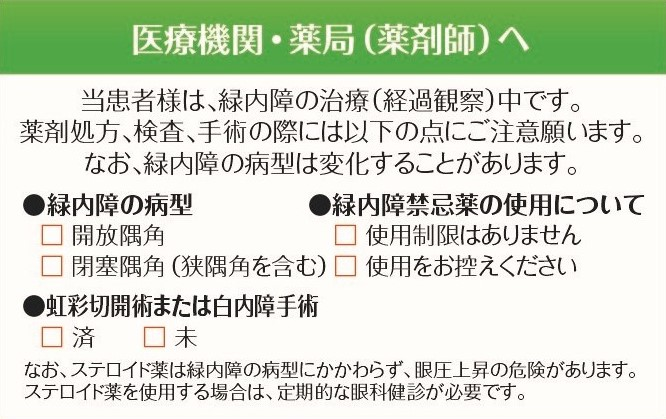 医療機関・薬局（薬剤師）へ
当患者様は、緑内障の治療（経過観察）中です。
薬剤処方、検査、手術の際には以下の点にご注意願います。
なお、緑内障の病型は変化することがあります。
●緑内障の病型
□ 開放隅角
□ 閉塞隅角（狭隅角を含む）
●緑内障禁忌薬の使用について
□ 使用制限はありません
□ 使用をお控えください
●虹彩切開術または白内障手術
□ 済 □ 未
なお、ステロイド薬は緑内障の病型にかかわらず、眼圧上昇の危険があります。
ステロイド薬を使用する場合は、定期的な眼科健診が必要です。